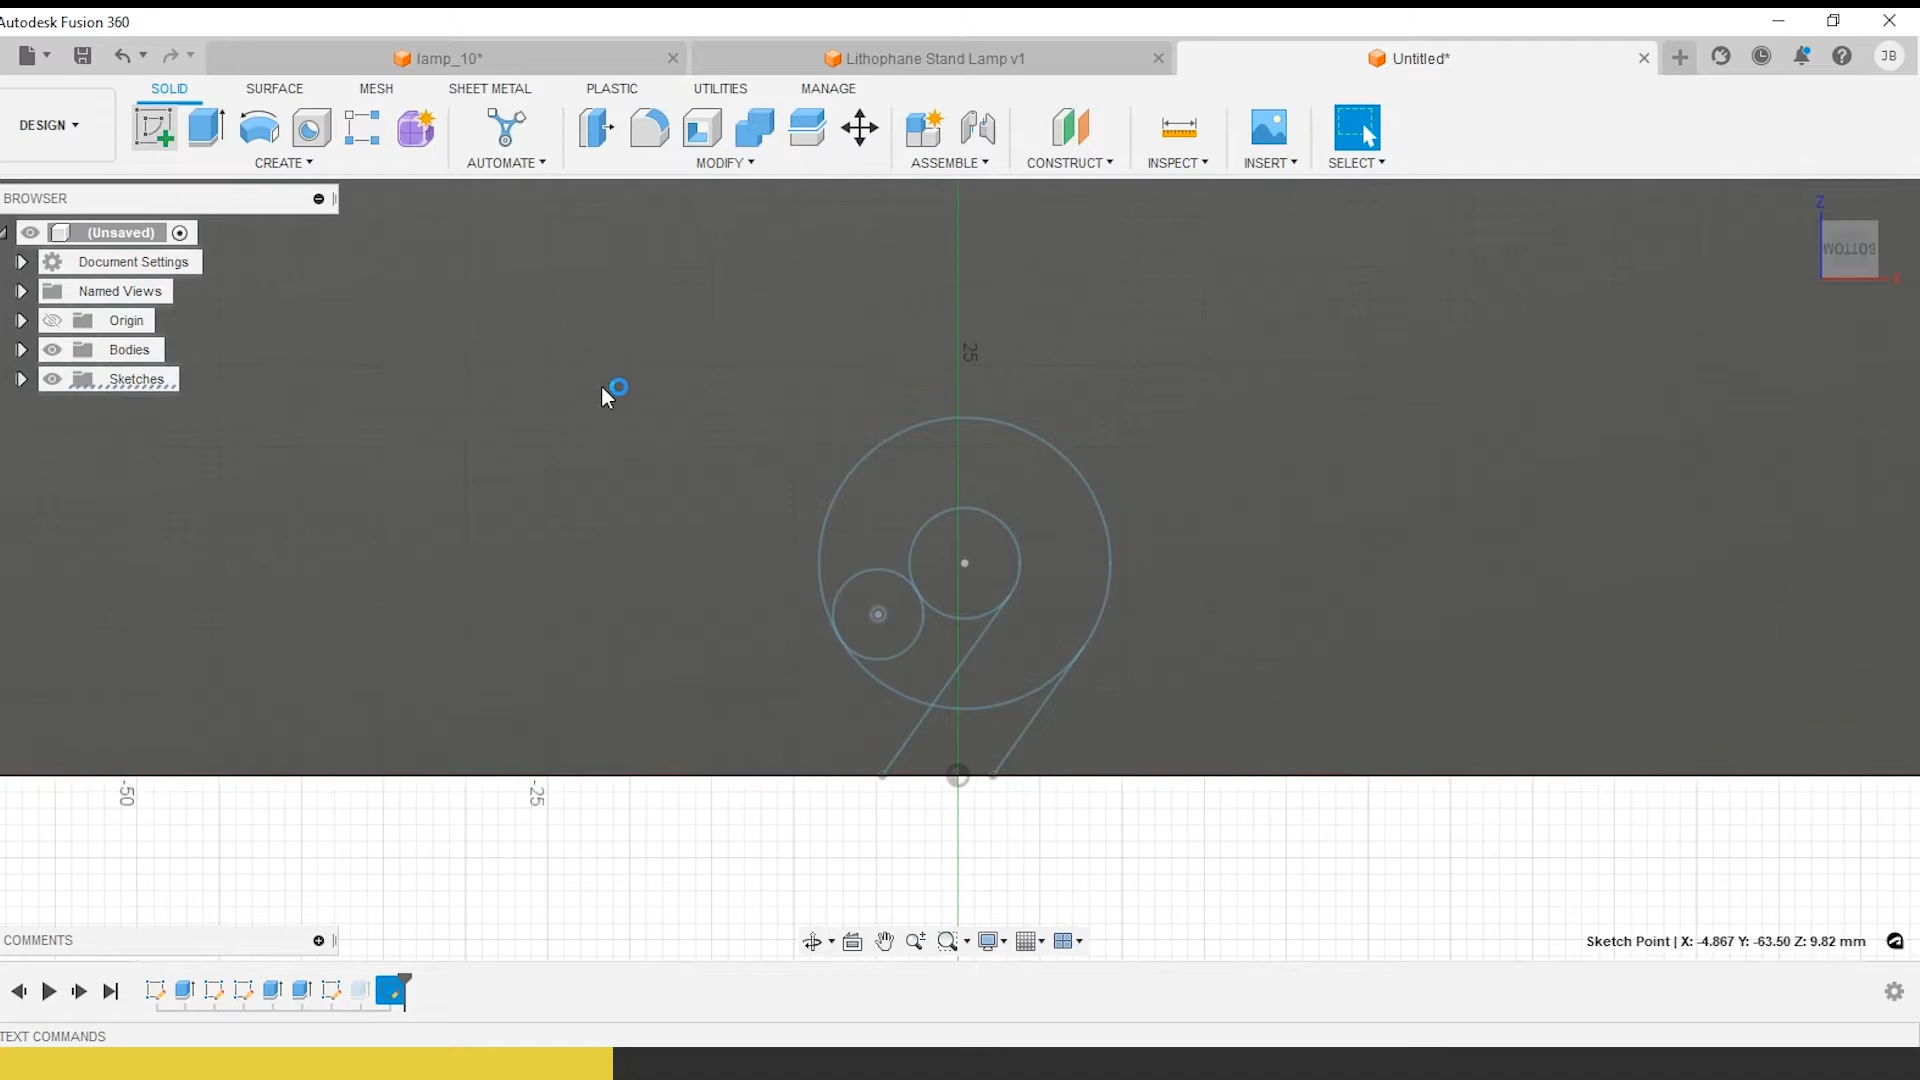 Autodesk Fusion 360
lamp_10*
Lithophane Stand Lamp v1
Untitled*
JB
SOLID
SURFACE
MESH
SHEET METAL
PLASTIC
UTILITIES
MANAGE
DESIGN
CREATE
AUTOMATE
MODIFY
ASSEMBLE
CONSTRUCT
INSPECT
INSERT
SELECT
BROWSER
(Unsaved)
Document Settings
Named Views
Origin
Bodies
Sketches
Z
BOTTOM
X
25
-50
-25
COMMENTS
Sketch Point | X: -4.867 Y: -63.50 Z: 9.82 mm
TEXT COMMANDS